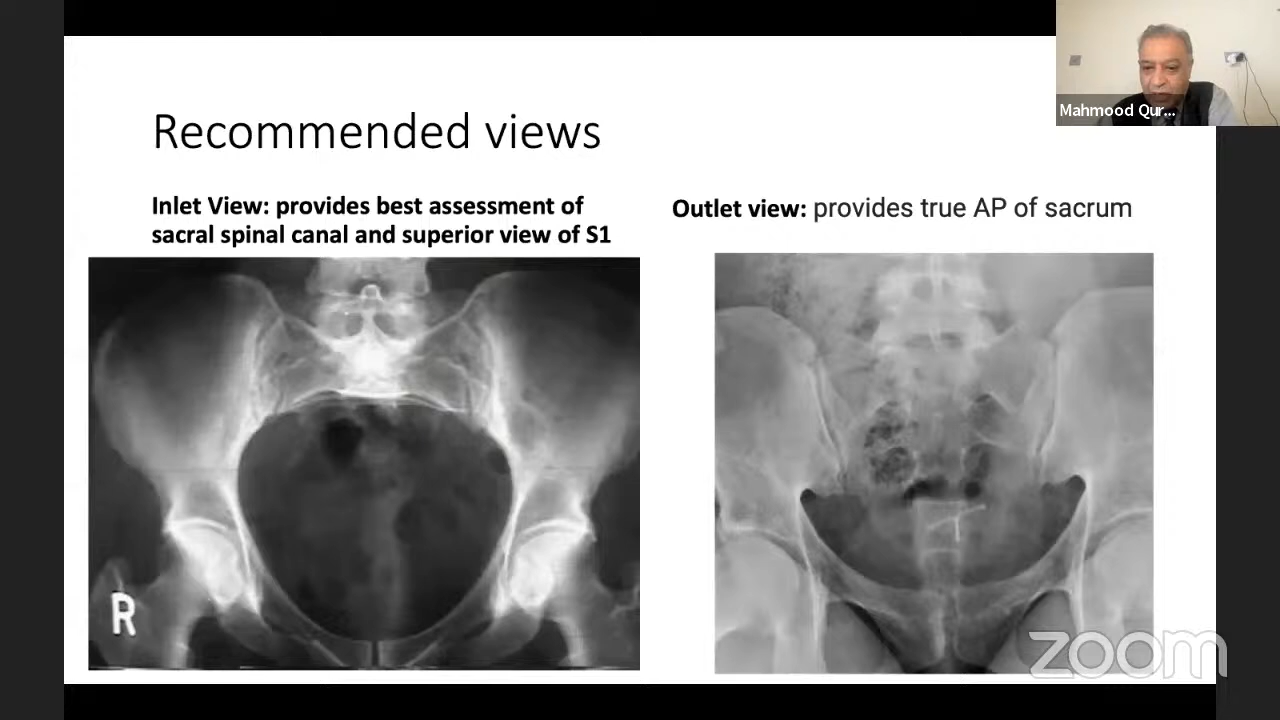 Mahmood Qur...
Recommended views
Inlet View: provides best assessment of
sacral spinal canal and superior view of S1
Outlet view: provides true AP of sacrum
R
zoom